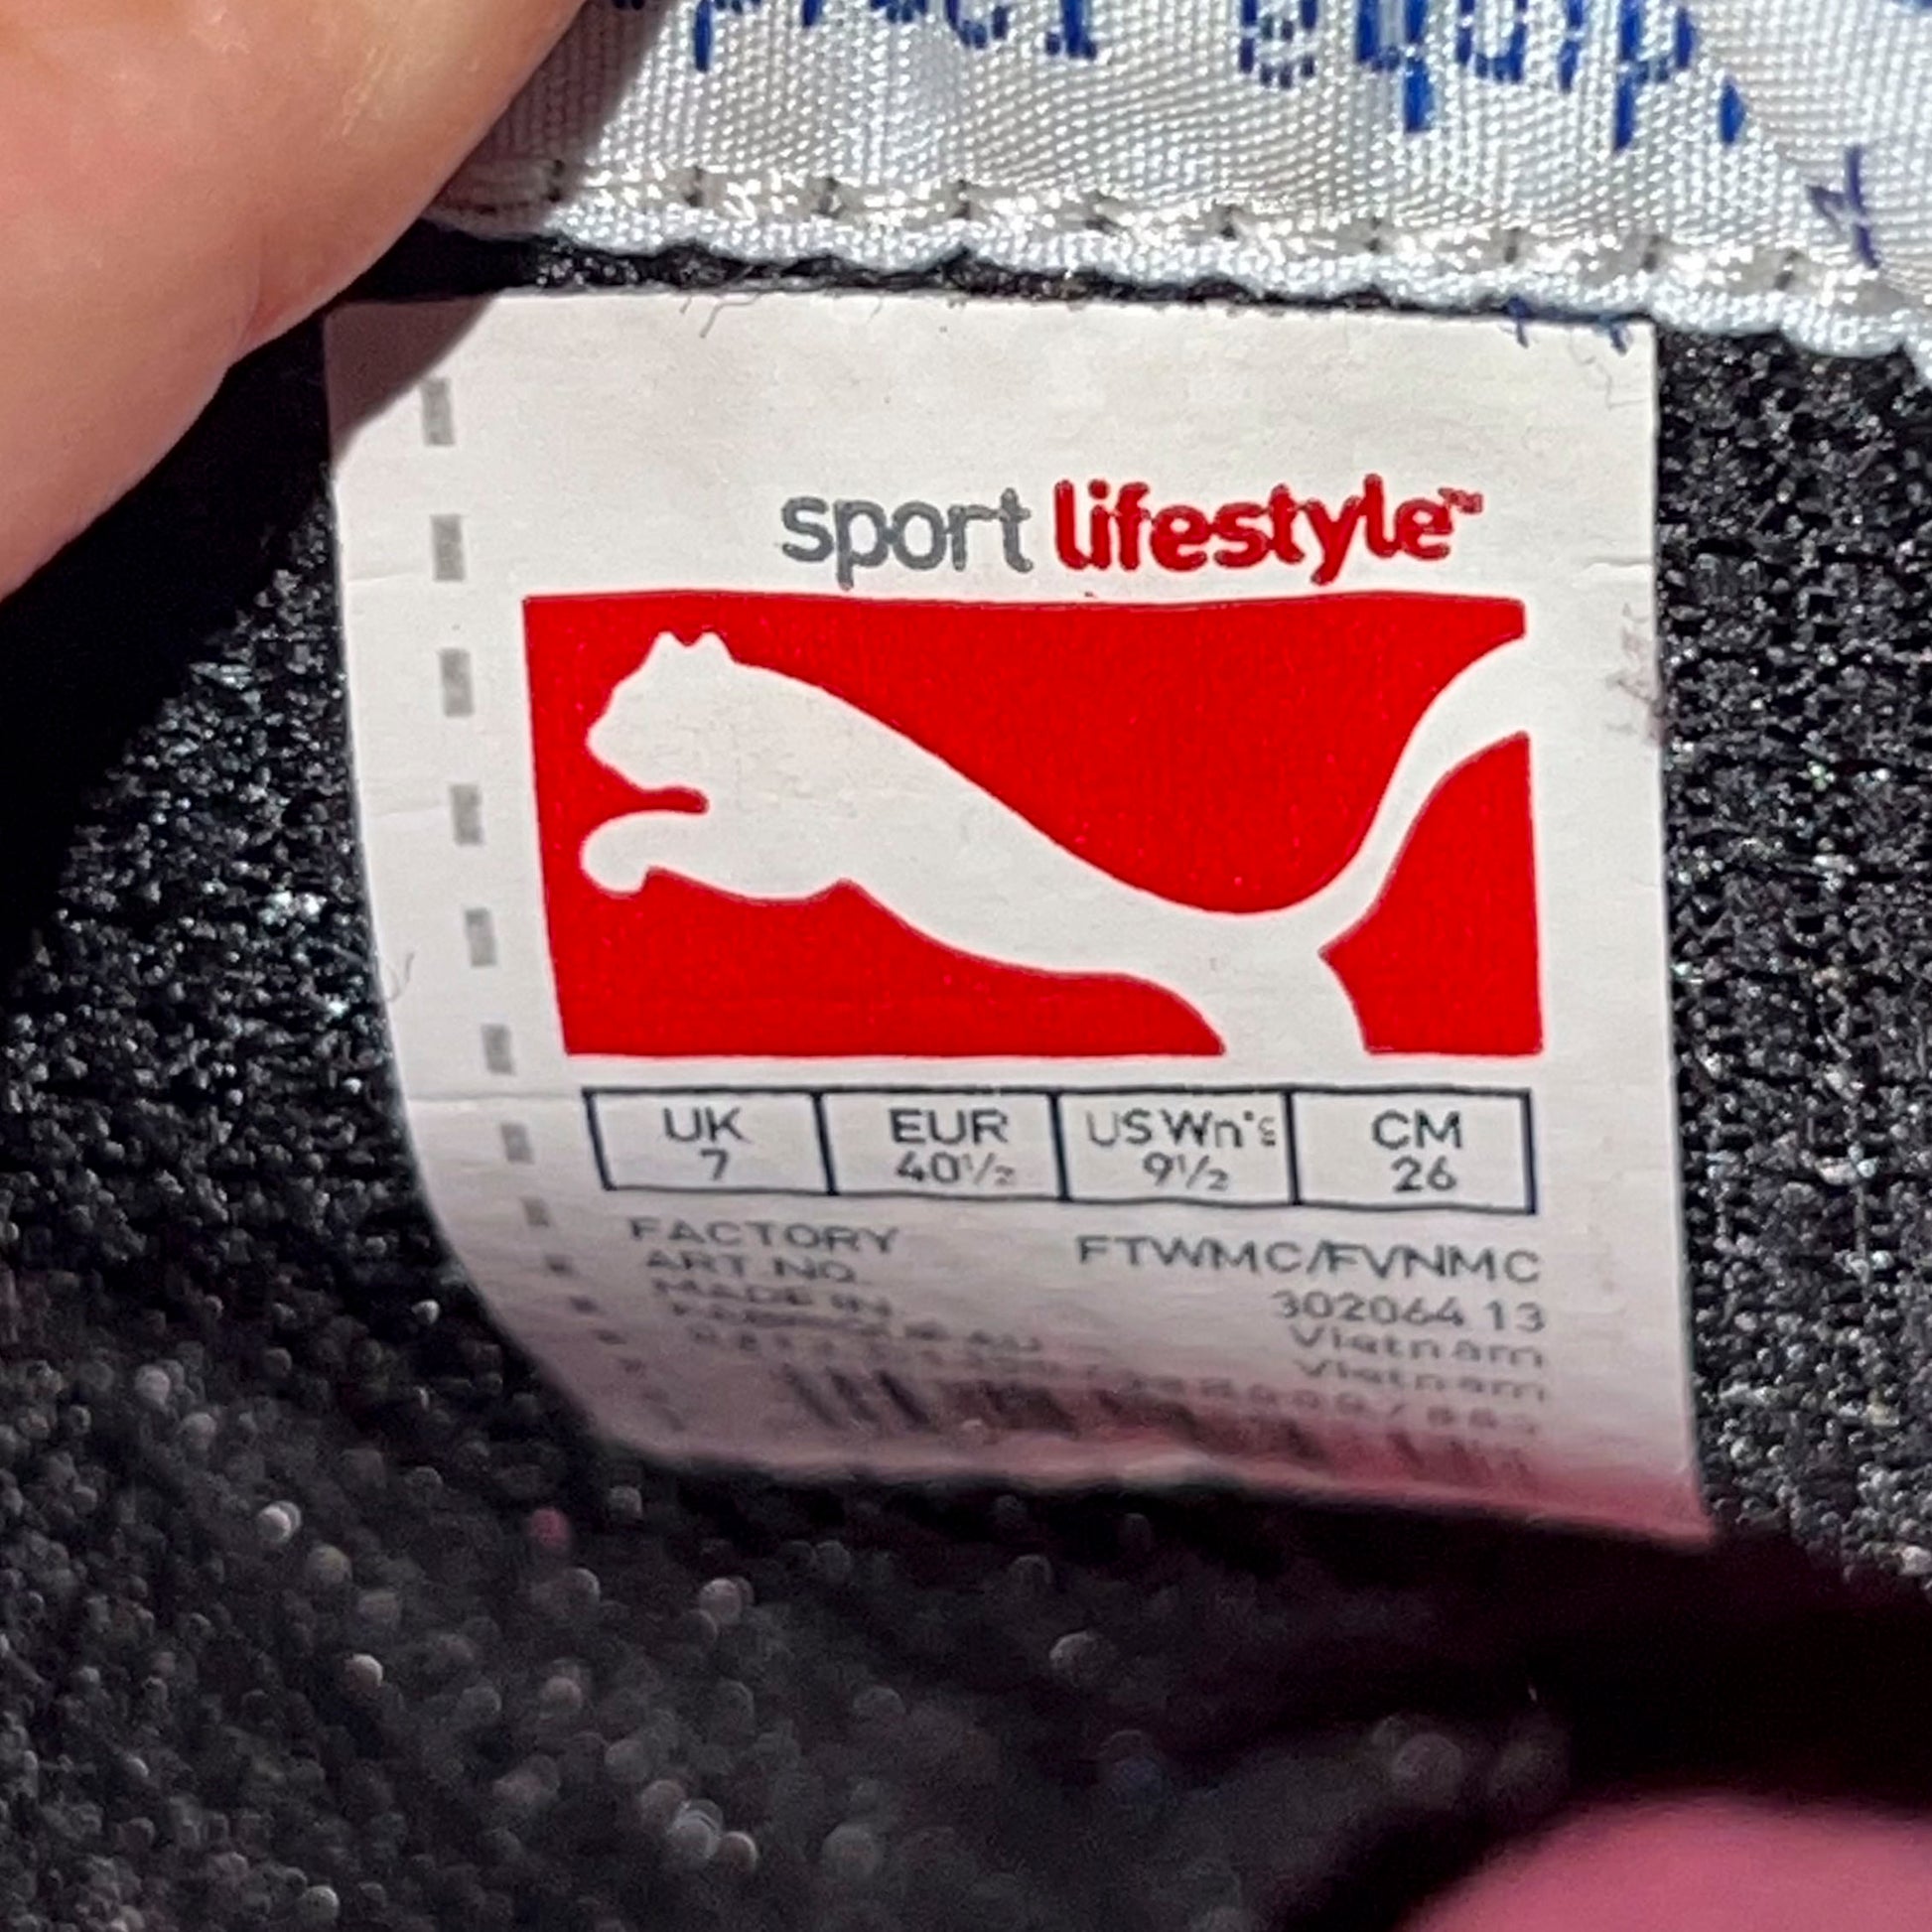 sport lifestyle™
UK EUR US Wn's CM
7 40½ 9½ 26
FACTORY FTWMC/FVNMC
ART.NO. 302064 13
MADE IN Vietnam
Vietnam